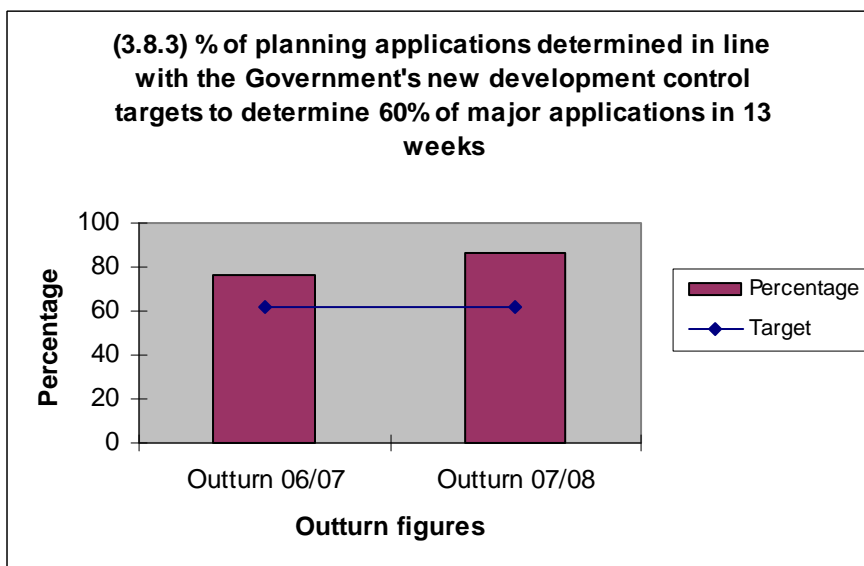 (3.8.3) % of planning applications determined in line
with the Government's new development control
targets to determine 60% of major applications in 13
weeks
100
80
60
40
20
0
Percentage
Outturn 06/07
Outturn 07/08
Outturn figures
Percentage
Target